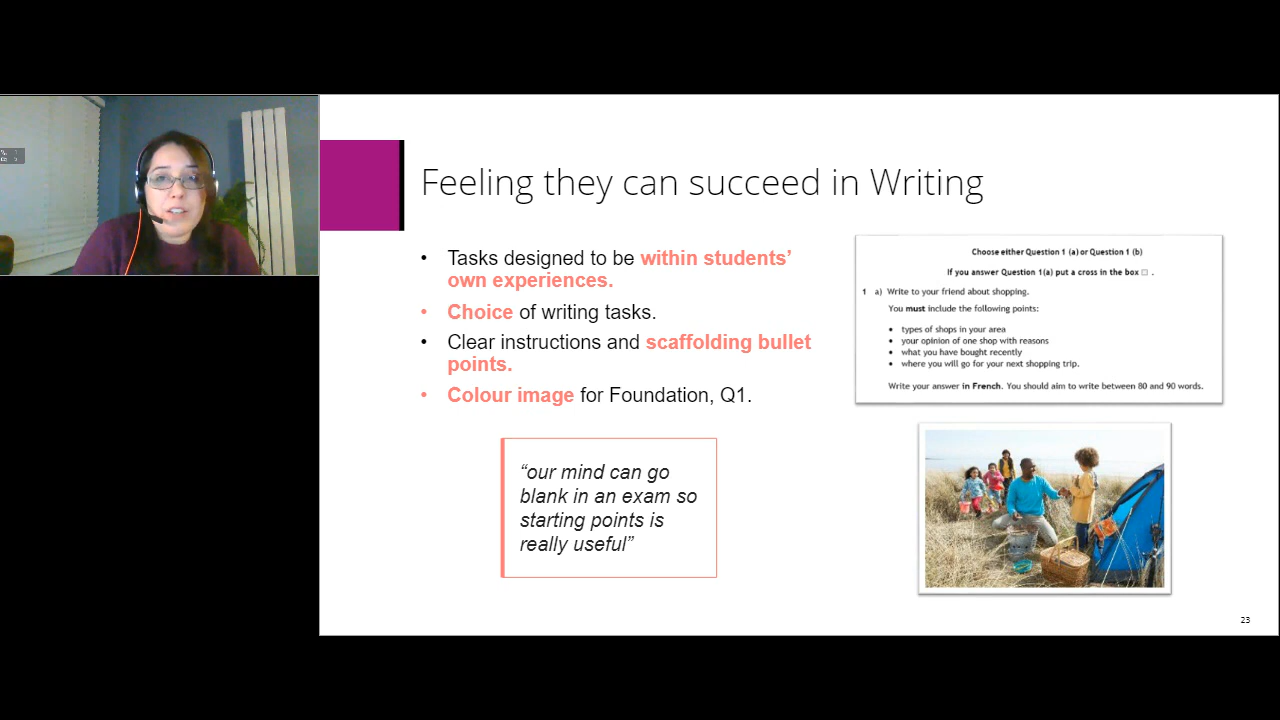 Feeling they can succeed in Writing
• Tasks designed to be within students'
own experiences.
• Choice of writing tasks.
• Clear instructions and scaffolding bullet
points.
• Colour image for Foundation, Q1.
“our mind can go
blank in an exam so
starting points is
really useful”
Choose either Question 1 (a) or Question 1 (b)
If you answer Question 1(a) put a cross in the box □ .
1 a) Write to your friend about shopping.
You must include the following points:
• types of shops in your area
• your opinion of one shop with reasons
• what you have bought recently
• where you will go for your next shopping trip.
Write your answer in French. You should aim to write between 80 and 90 words.
23